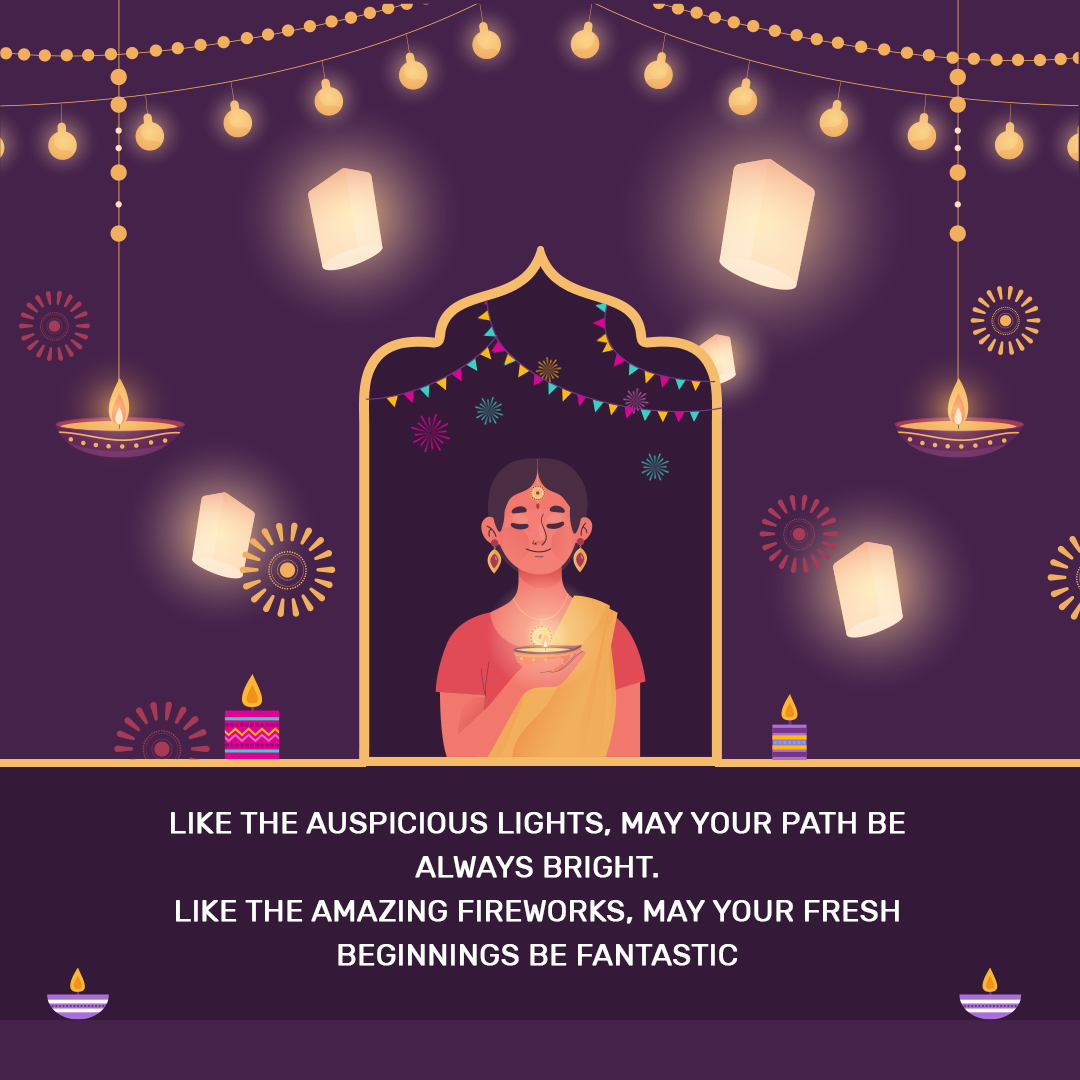 LIKE THE AUSPICIOUS LIGHTS, MAY YOUR PATH BE
ALWAYS BRIGHT.
LIKE THE AMAZING FIREWORKS, MAY YOUR FRESH
BEGINNINGS BE FANTASTIC